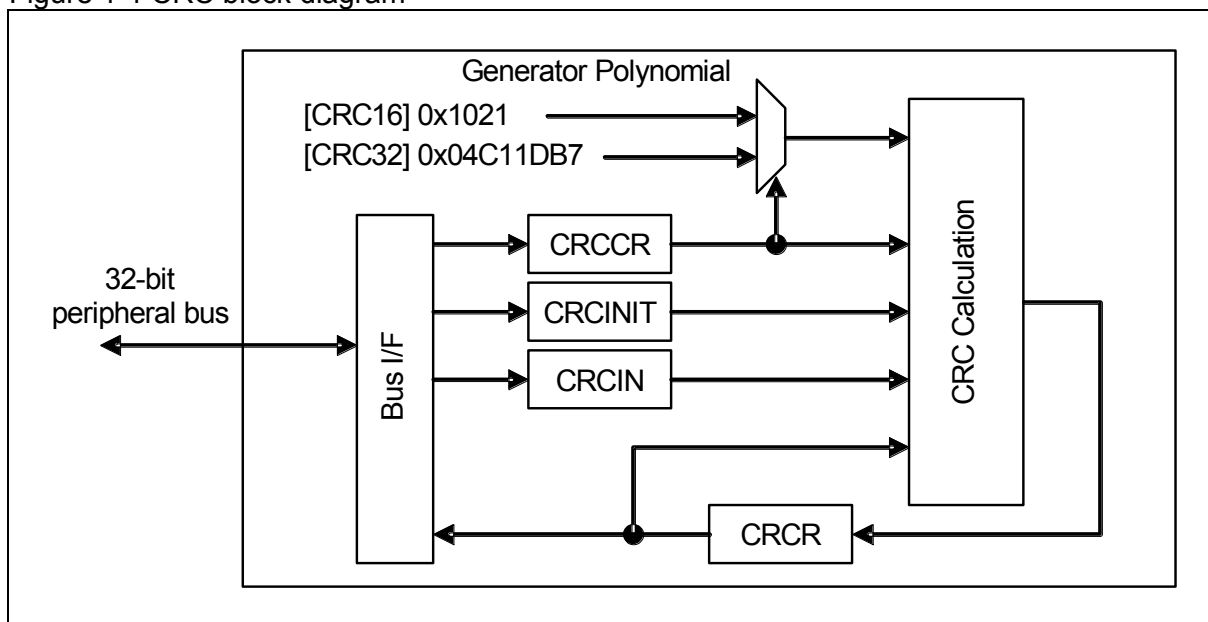 Generator Polynomial
[CRC16] 0x1021
[CRC32] 0x04C11DB7
32-bit
peripheral bus
Bus I/F
CRCCR
CRCINIT
CRCIN
CRCR
CRC Calculation